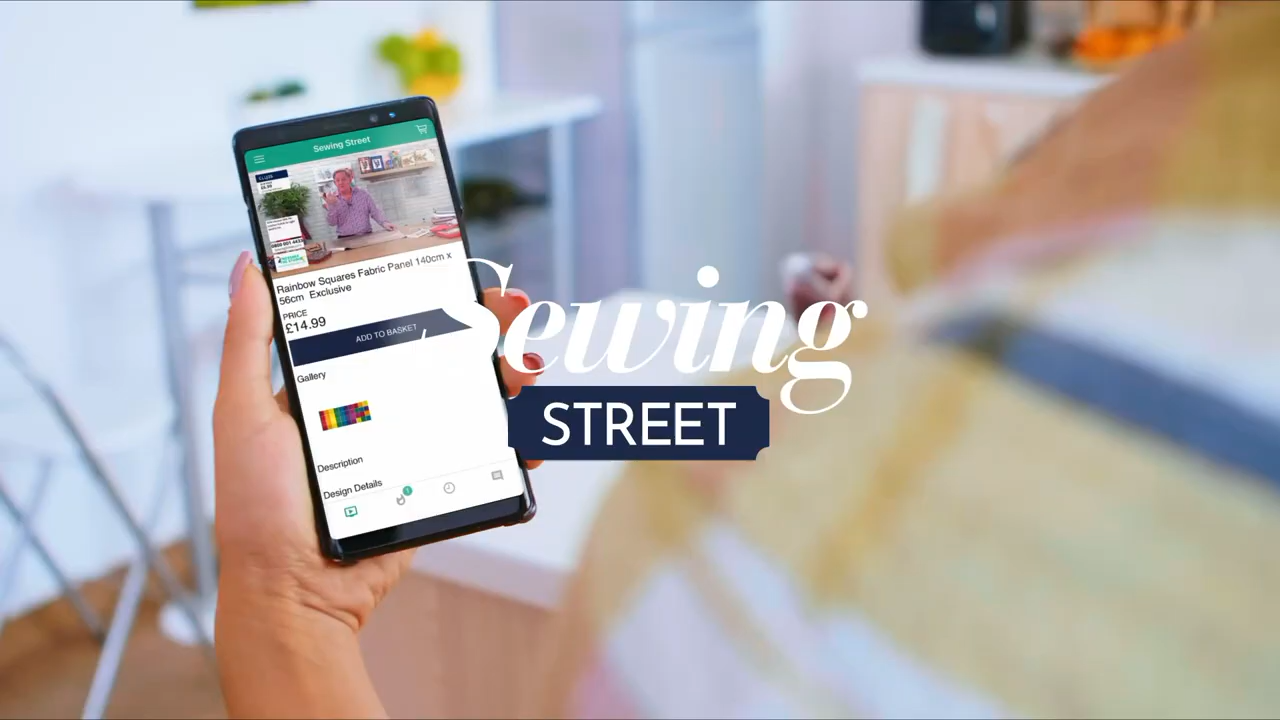 Sewing Street
Rainbow Squares Fabric Panel 140cm x
56cm Exclusive
PRICE
£14.99
ADD TO BASKET
Gallery
Description
Design Details
1
Sewing
STREET